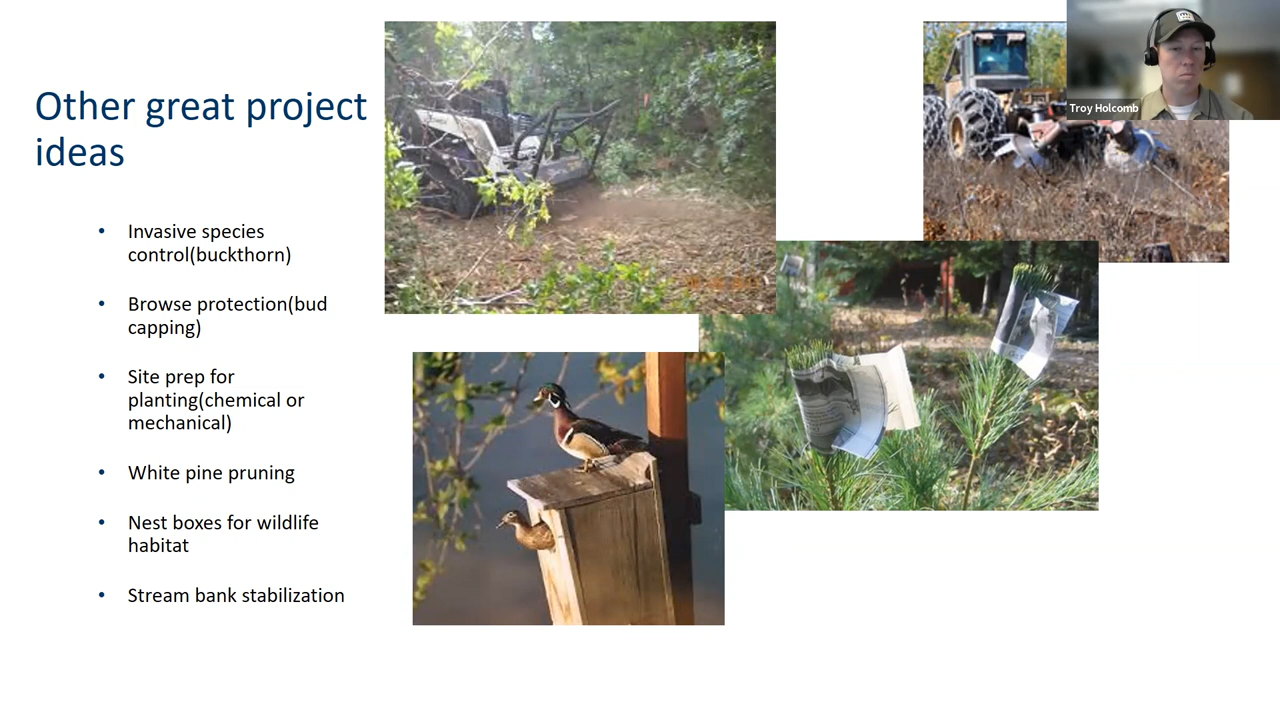 Other great project
ideas
• Invasive species
control(buckthorn)
• Browse protection(bud
capping)
• Site prep for
planting(chemical or
mechanical)
• White pine pruning
• Nest boxes for wildlife
habitat
• Stream bank stabilization
Troy Holcomb